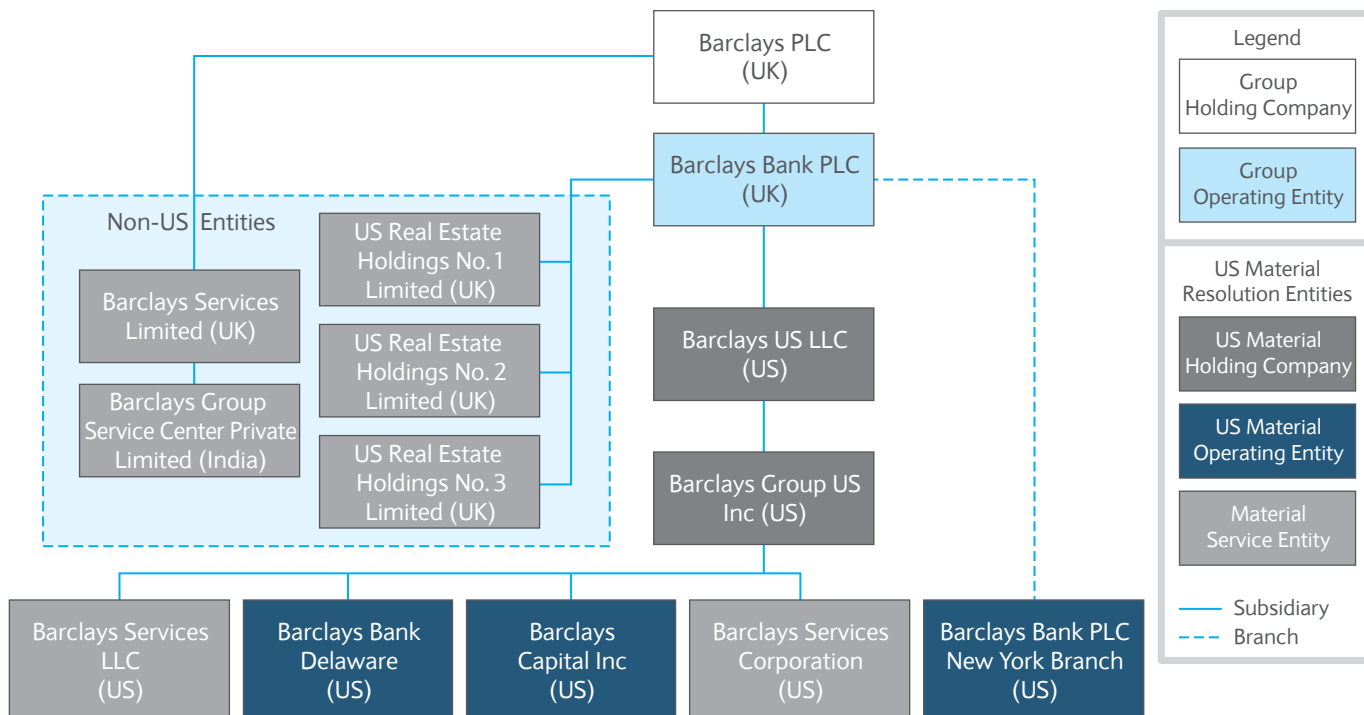 Barclays PLC
(UK)
Barclays Bank PLC
(UK)
Non-US Entities
Barclays Services
Limited (UK)
Barclays Group
Service Center Private
Limited (India)
US Real Estate
Holdings No. 1
Limited (UK)
US Real Estate
Holdings No. 2
Limited (UK)
US Real Estate
Holdings No. 3
Limited (UK)
Barclays US LLC
(US)
Barclays Group US
Inc (US)
Barclays Services
LLC
(US)
Barclays Bank
Delaware
(US)
Barclays
Capital Inc
(US)
Barclays Services
Corporation
(US)
Barclays Bank PLC
New York Branch
(US)
Legend
Group
Holding Company
Group
Operating Entity
US Material
Resolution Entities
US Material
Holding Company
US Material
Operating Entity
Material
Service Entity
Subsidiary
Branch